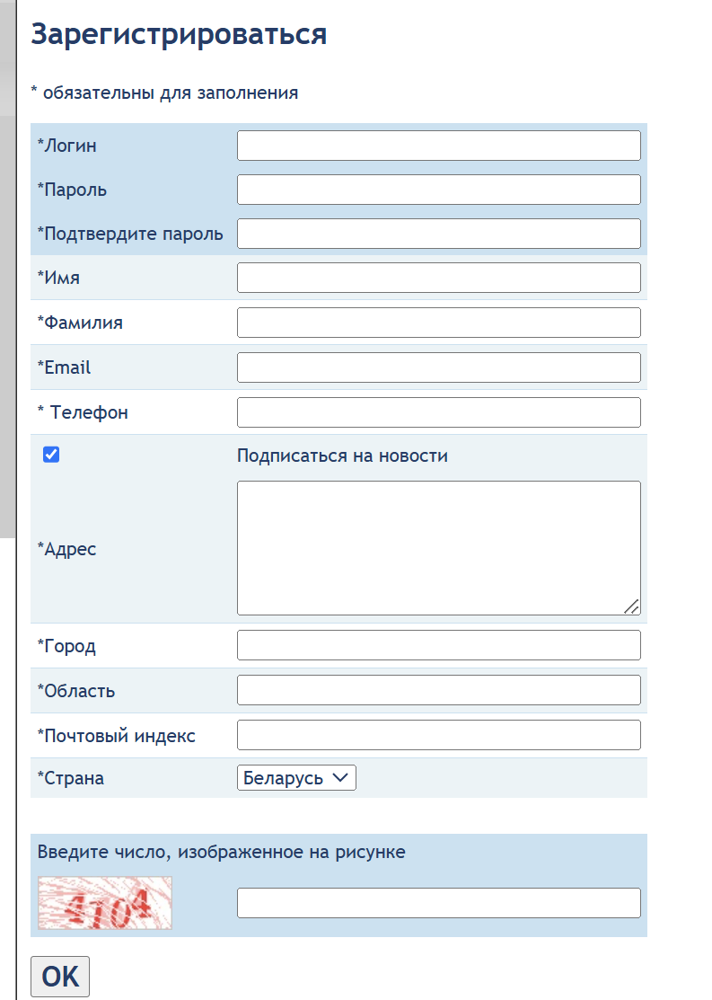 Зарегистрироваться
* обязательны для заполнения
*Логин
*Пароль
*Подтвердите пароль
*Имя
*Фамилия
*Email
* Телефон
Подписаться на новости
*Адрес
*Город
*Область
*Почтовый индекс
*Страна Беларусь
Введите число, изображенное на рисунке
4104
OK